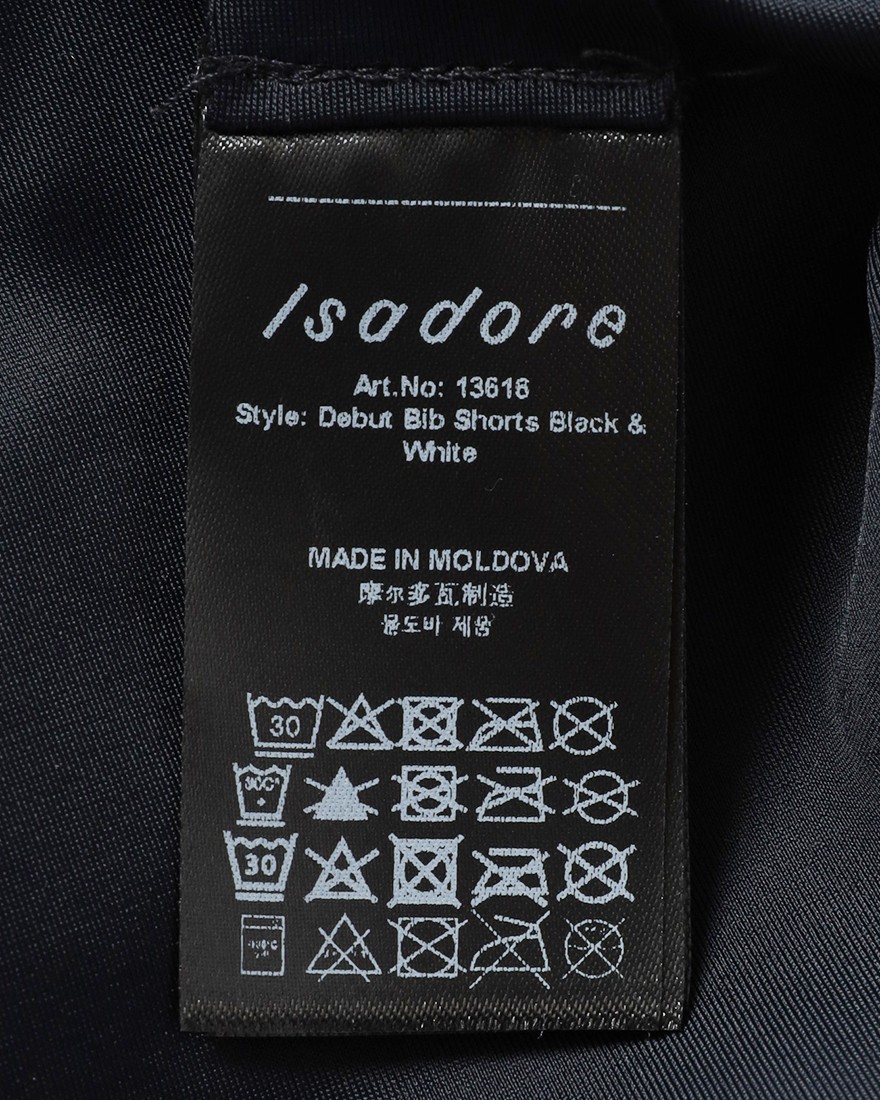 Isadore
Art.No: 13618
Style: Debut Bib Shorts Black &
White
MADE IN MOLDOVA
摩尔多瓦制造
몰도바 제품
30
30